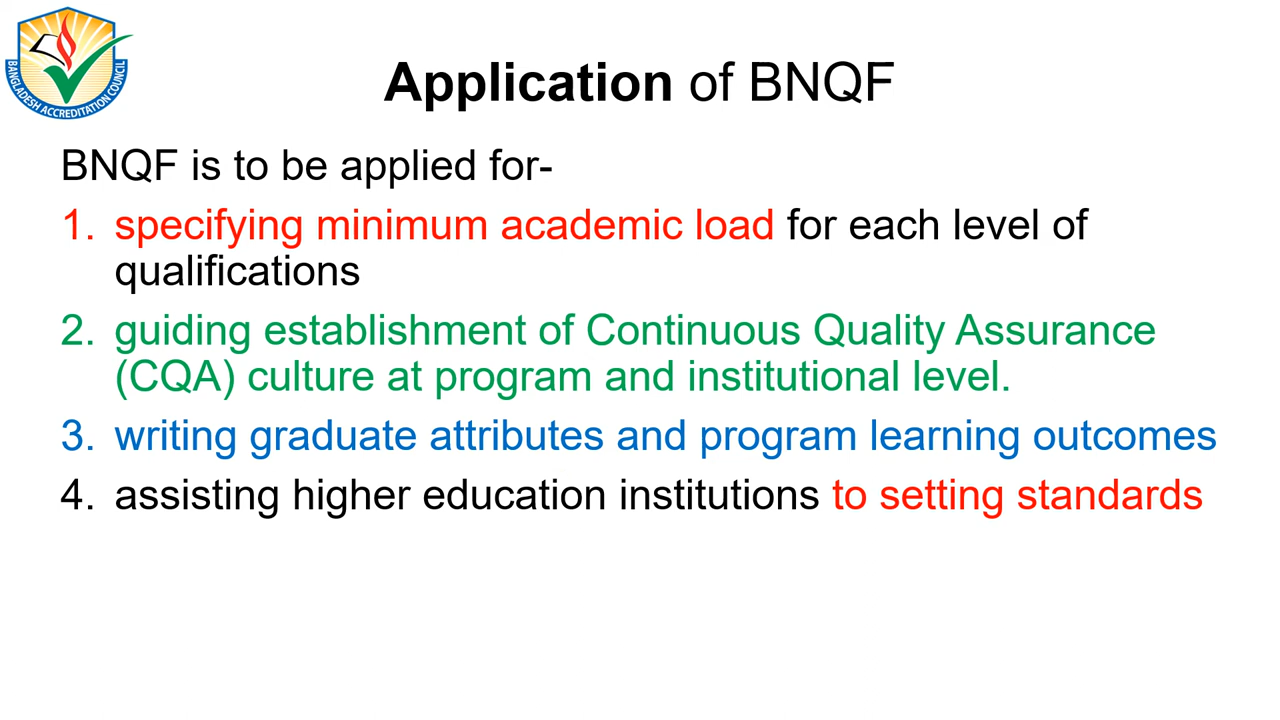 BANGLADESH ACCREDITATION COUNCIL
Application of BNQF
BNQF is to be applied for-
1. specifying minimum academic load for each level of
qualifications
2. guiding establishment of Continuous Quality Assurance
(CQA) culture at program and institutional level.
3. writing graduate attributes and program learning outcomes
4. assisting higher education institutions to setting standards